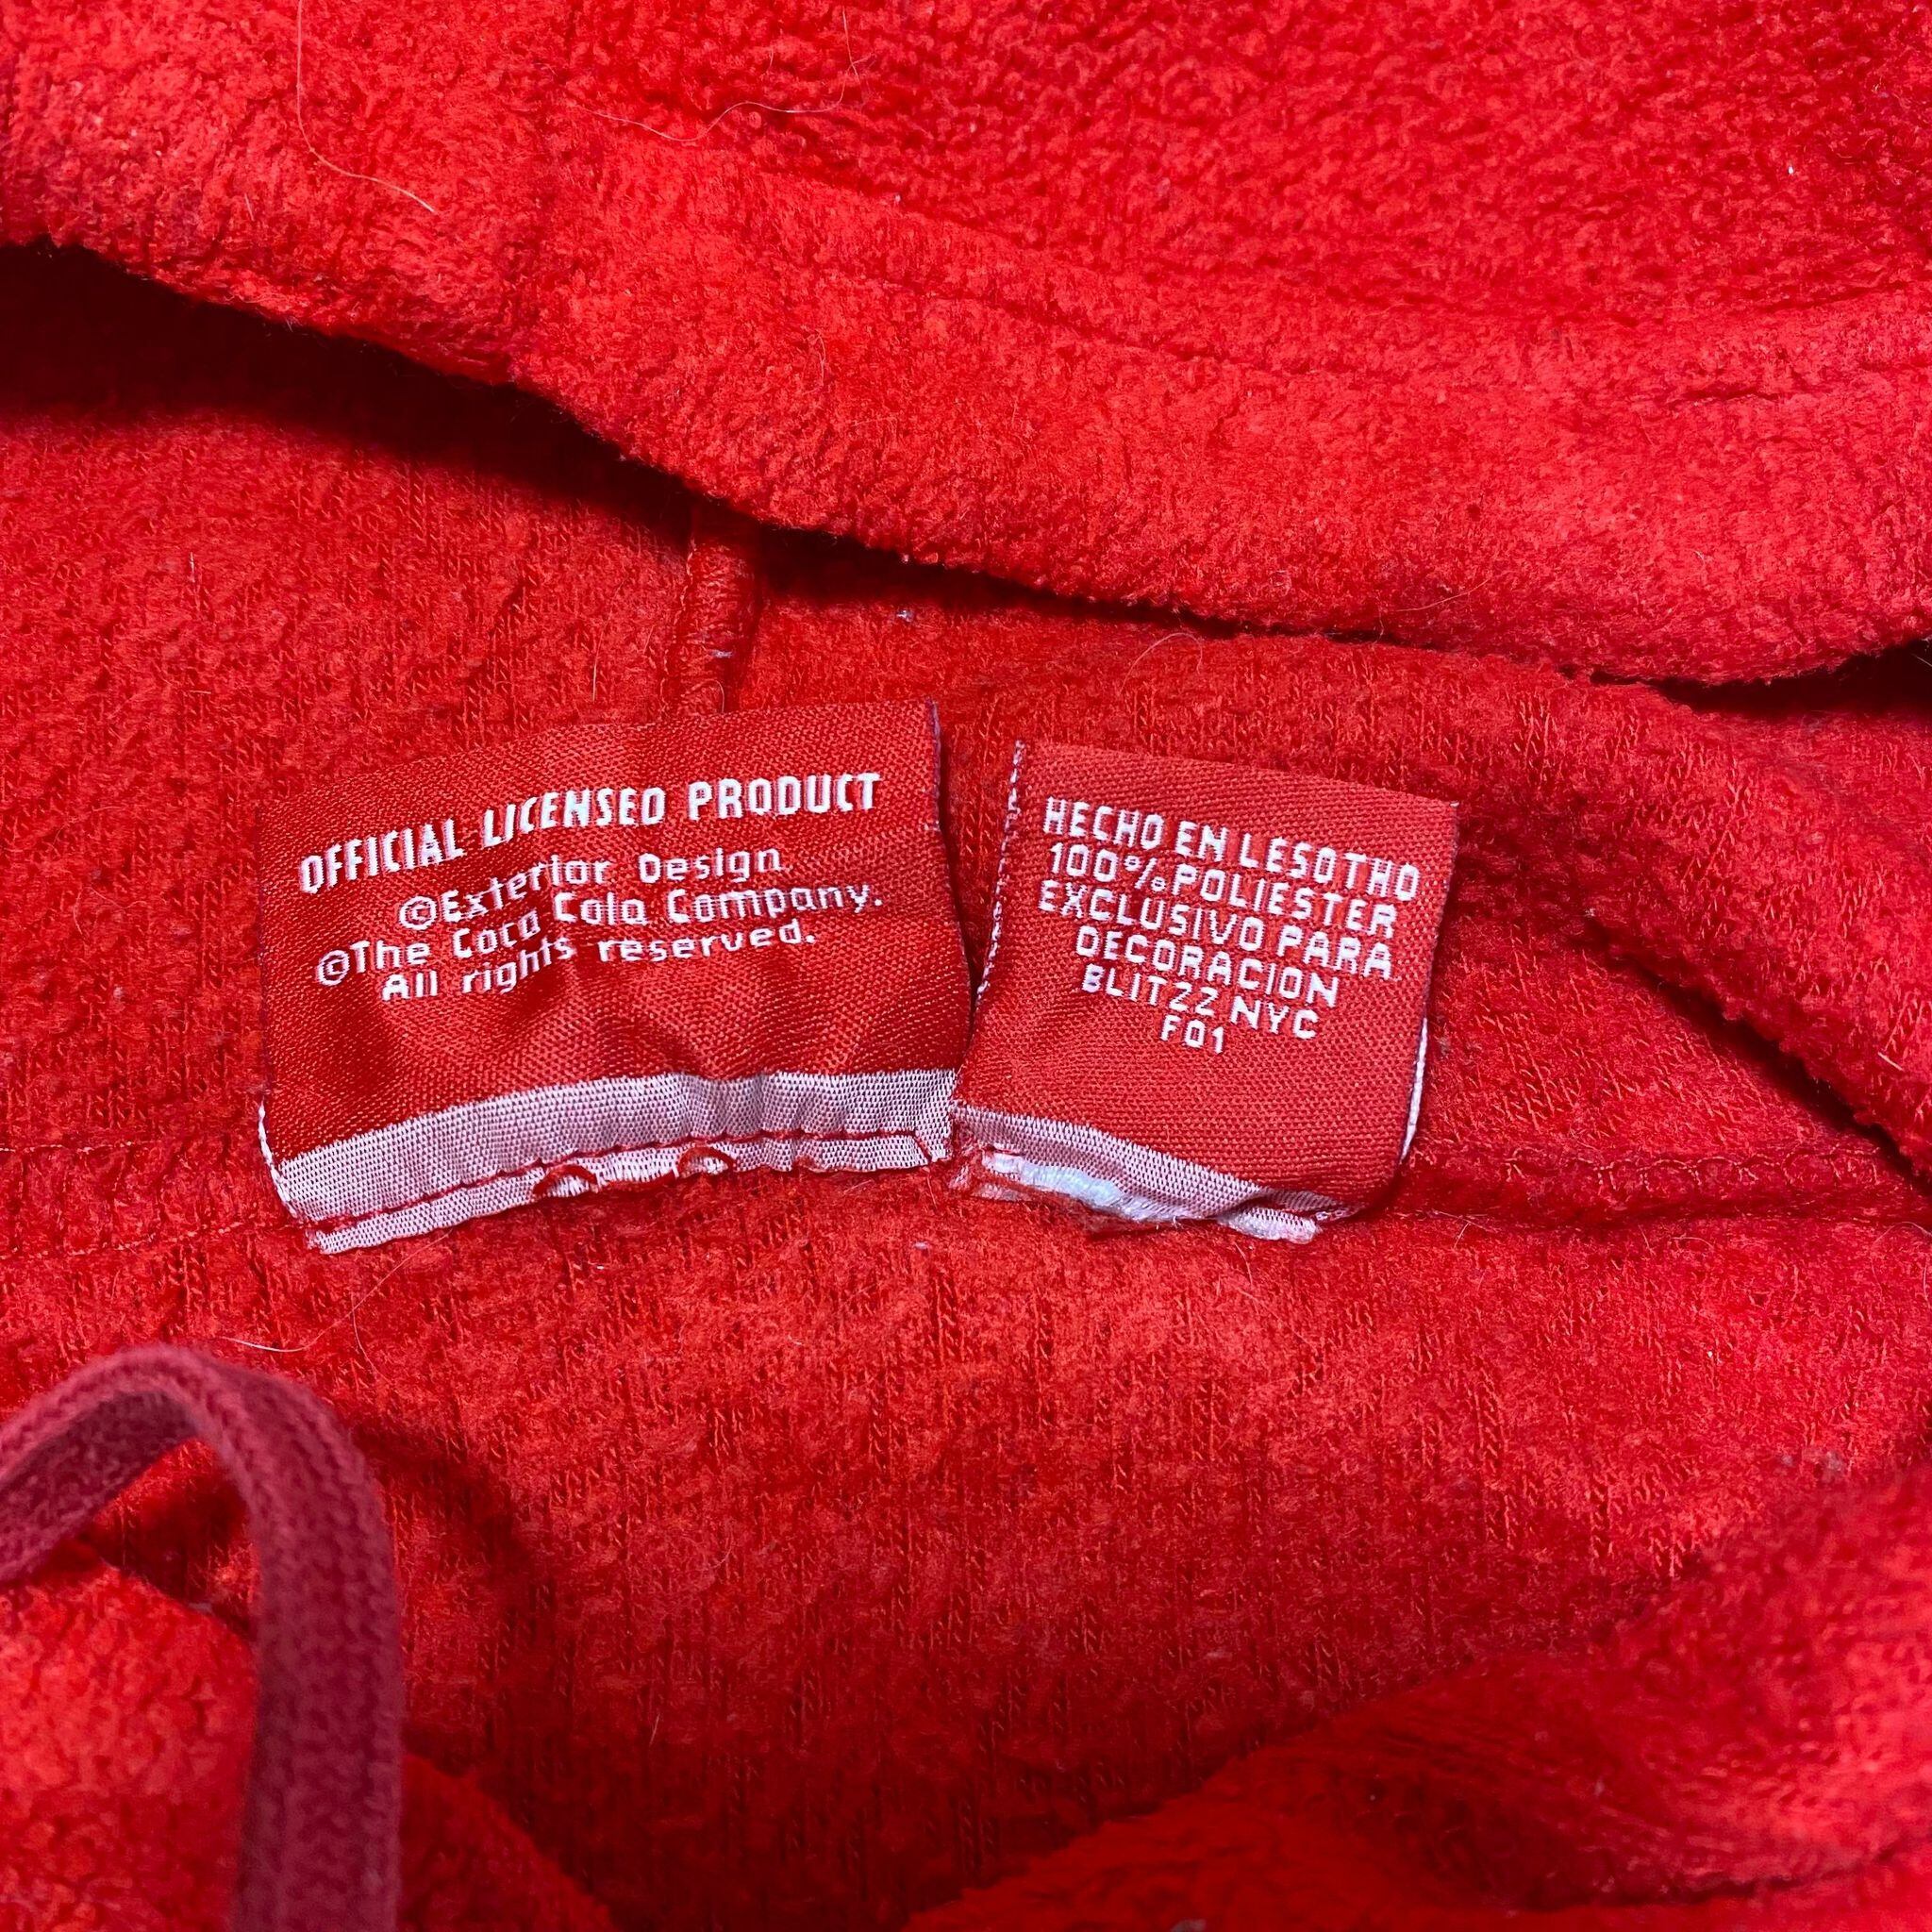 OFFICIAL LICENSED PRODUCT
©Exterior Design
©The Coca Cola Company.
All rights reserved.
HECHO EN LESOTHO
100% POLIESTER
EXCLUSIVO PARA
DECORACION
BLITZZ NYC
F01